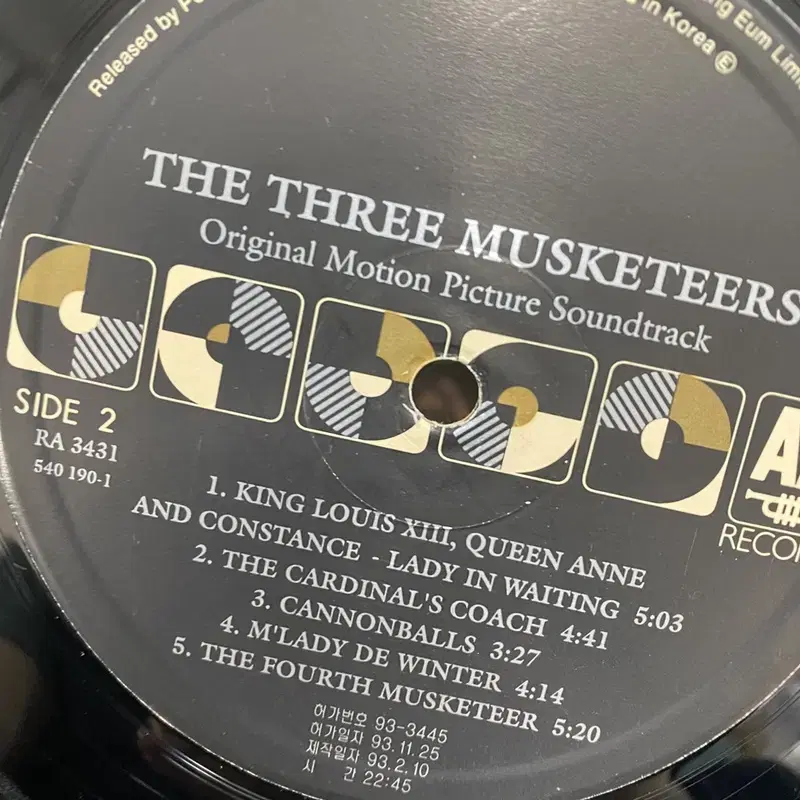 Released by
Eum
in Korea Ⓔ
THE THREE MUSKETEERS
Original Motion Picture Soundtrack
SIDE 2
RA 3431
540 190-1
1. KING LOUIS XIII, QUEEN ANNE
AND CONSTANCE - LADY IN WAITING 5:03
2. THE CARDINAL'S COACH 4:41
3. CANNONBALLS 3:27
4. M'LADY DE WINTER 4:14
5. THE FOURTH MUSKETEER 5:20
허가번호 93-3445
허가일자 93.11.25
제작일자 93.2.10
시 간 22:45